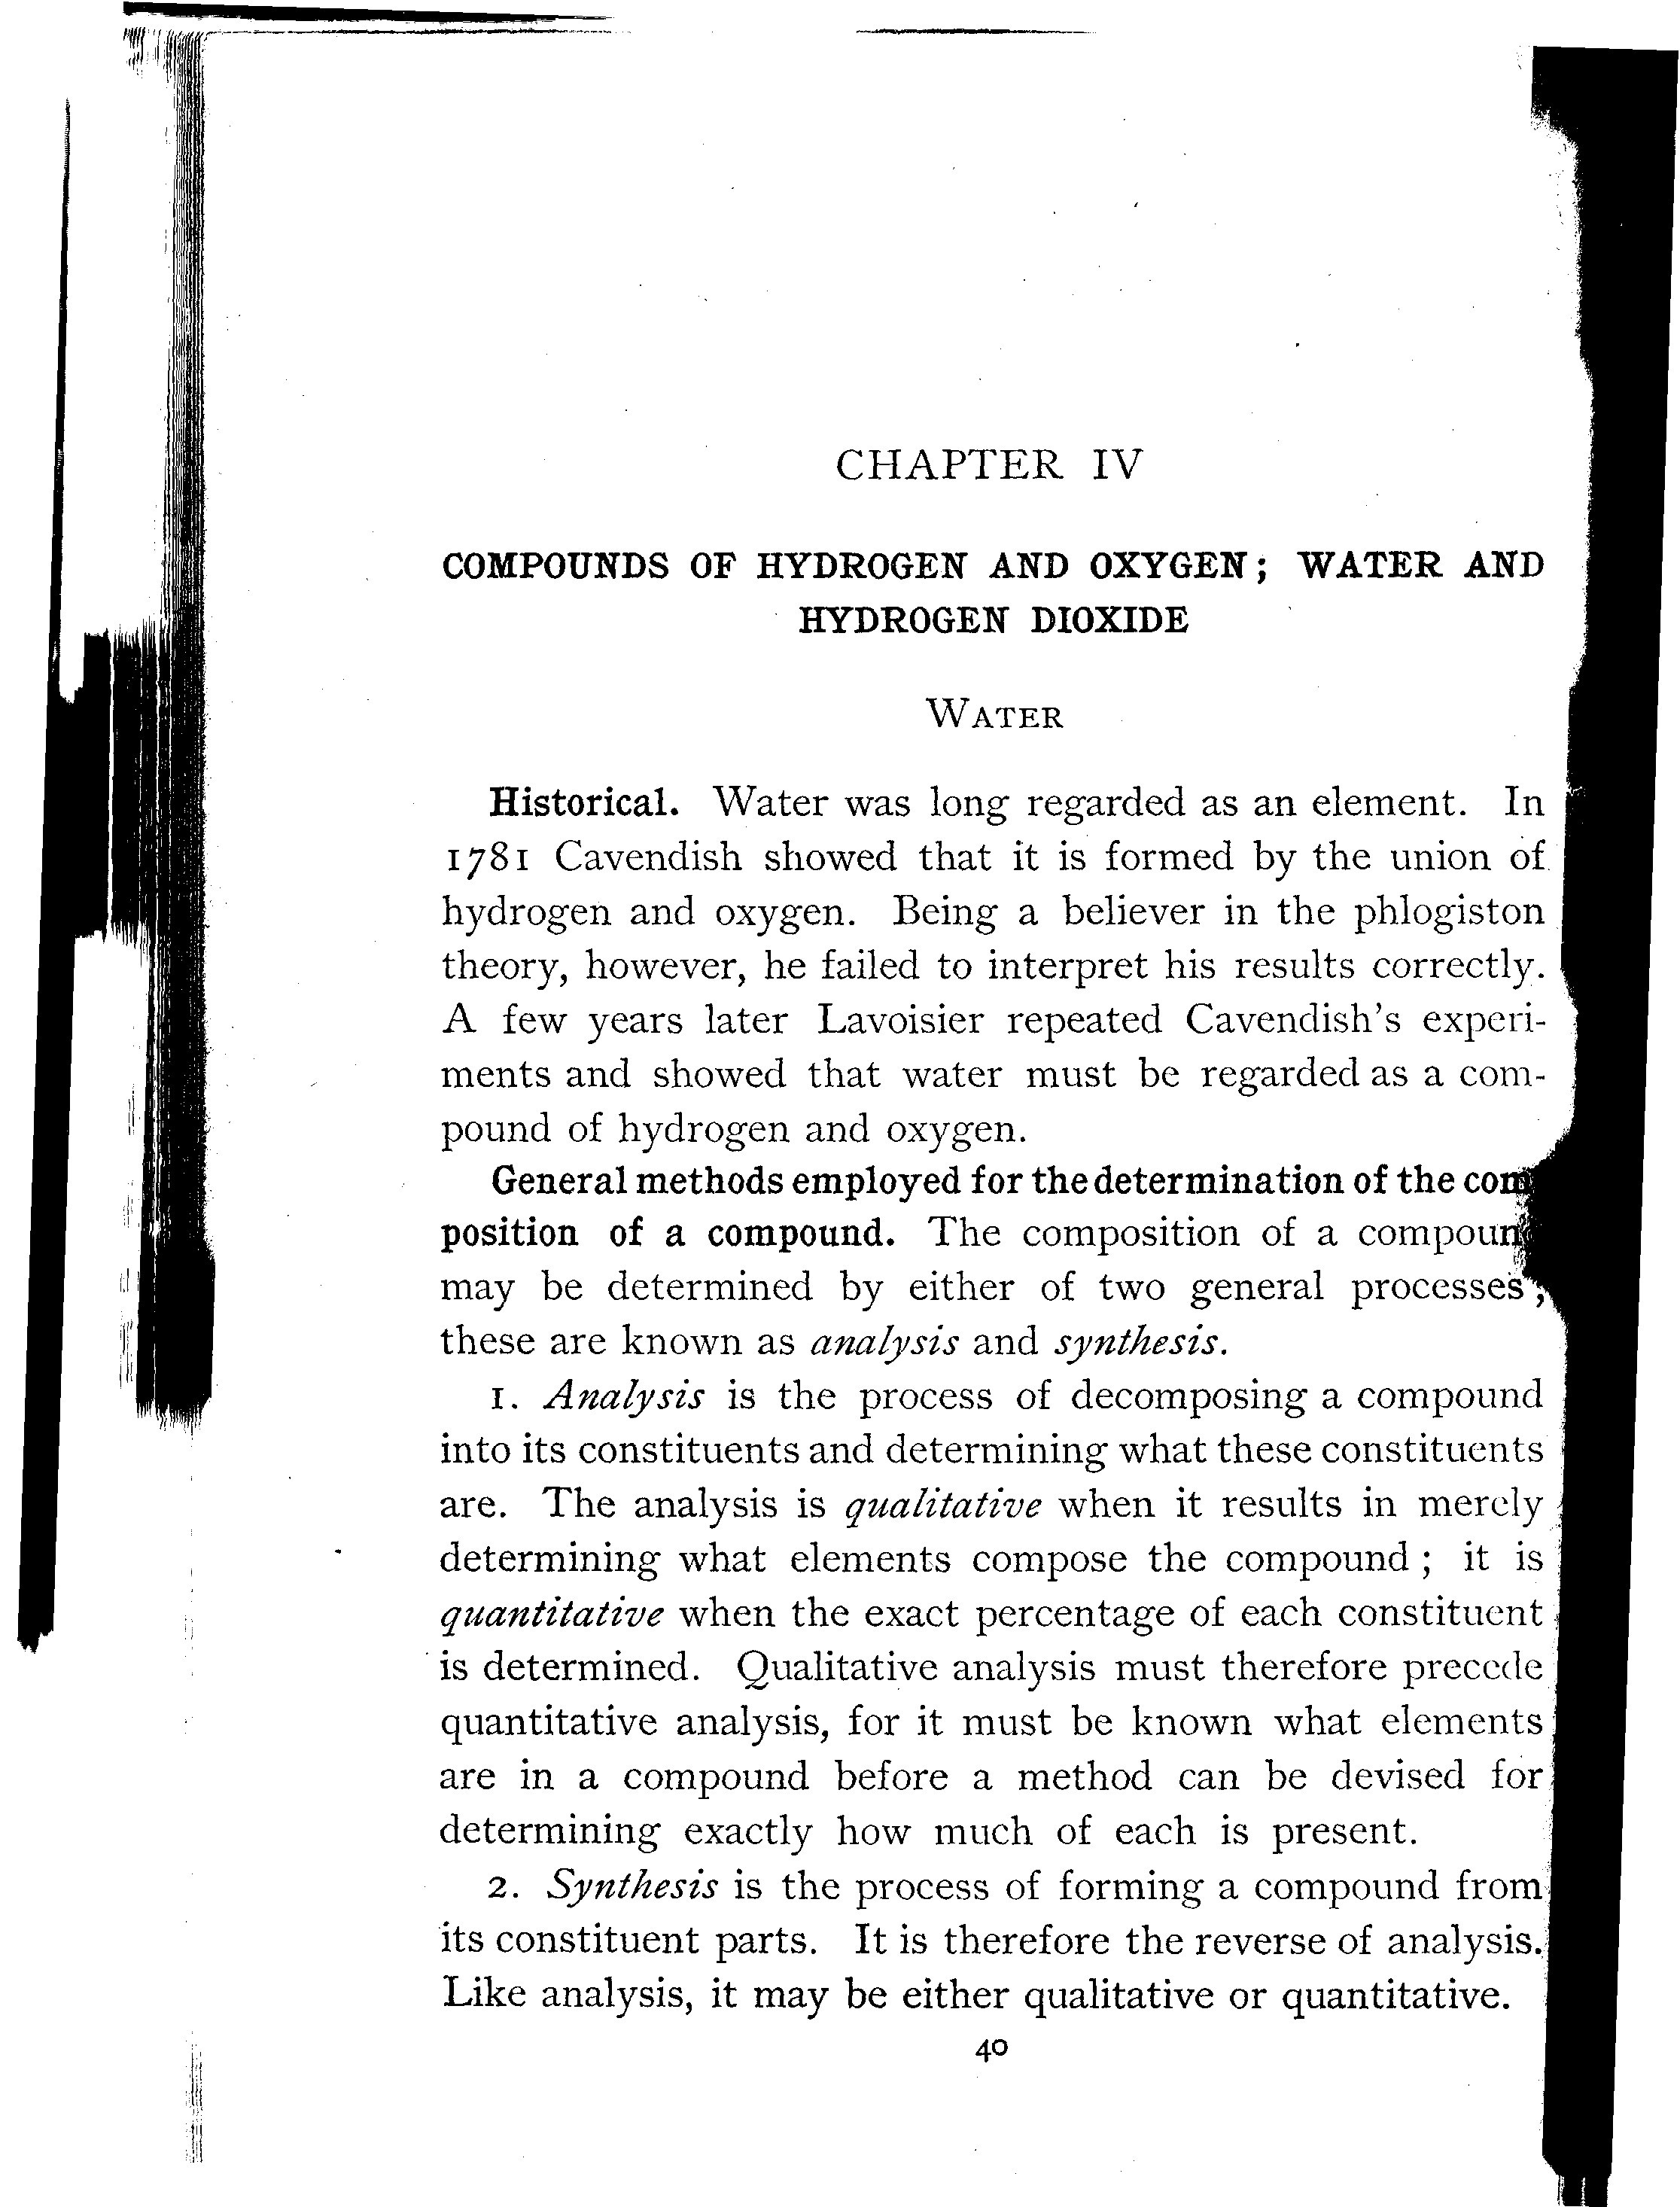 CHAPTER IV
COMPOUNDS OF HYDROGEN AND OXYGEN; WATER AND
HYDROGEN DIOXIDE
WATER
Historical. Water was long regarded as an element. In
1781 Cavendish showed that it is formed by the union of
hydrogen and oxygen. Being a believer in the phlogiston
theory, however, he failed to interpret his results correctly.
A few years later Lavoisier repeated Cavendish's experi-
ments and showed that water must be regarded as a com-
pound of hydrogen and oxygen.
General methods employed for the determination of the com
position of a compound. The composition of a compoun
may be determined by either of two general processes;
these are known as analysis and synthesis.
1. Analysis is the process of decomposing a compound
into its constituents and determining what these constituents
are. The analysis is qualitative when it results in merely
determining what elements compose the compound; it is
quantitative when the exact percentage of each constituent
is determined. Qualitative analysis must therefore precede
quantitative analysis, for it must be known what elements
are in a compound before a method can be devised for
determining exactly how much of each is present.
2. Synthesis is the process of forming a compound from
its constituent parts. It is therefore the reverse of analysis.
Like analysis, it may be either qualitative or quantitative.
40